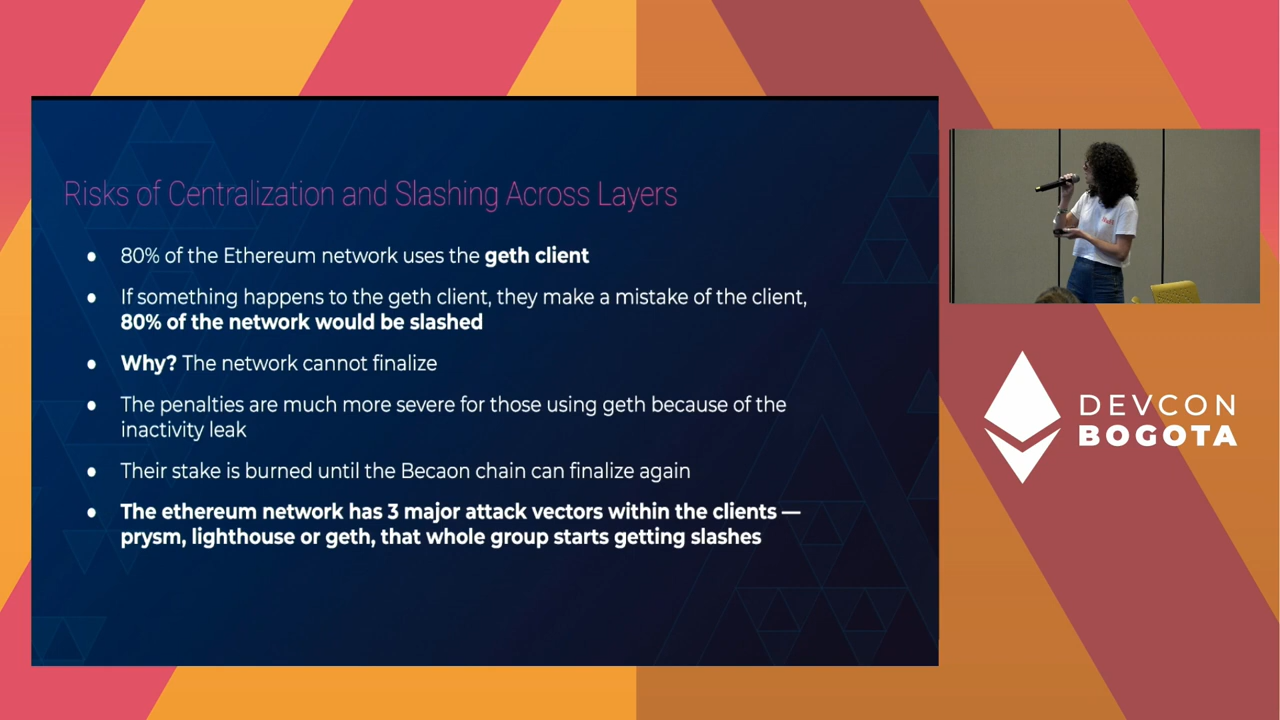 Risks of Centralization and Slashing Across Layers
● 80% of the Ethereum network uses the geth client
● If something happens to the geth client, they make a mistake of the client,
80% of the network would be slashed
● Why? The network cannot finalize
● The penalties are much more severe for those using geth because of the
inactivity leak
● Their stake is burned until the Becaon chain can finalize again
● The ethereum network has 3 major attack vectors within the clients —
prysm, lighthouse or geth, that whole group starts getting slashes
DEVCON
BOGOTA